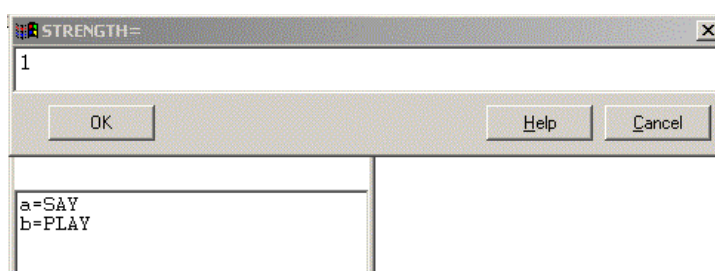 STRENGTH=
1
OK
Help
Cancel
a=SAY
b=PLAY